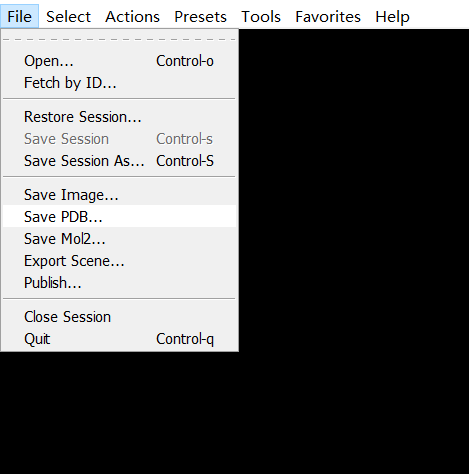 File Select Actions Presets Tools Favorites Help
Open... Control-o
Fetch by ID...
Restore Session...
Save Session Control-s
Save Session As... Control-S
Save Image...
Save PDB...
Save Mol2...
Export Scene...
Publish...
Close Session
Quit Control-q